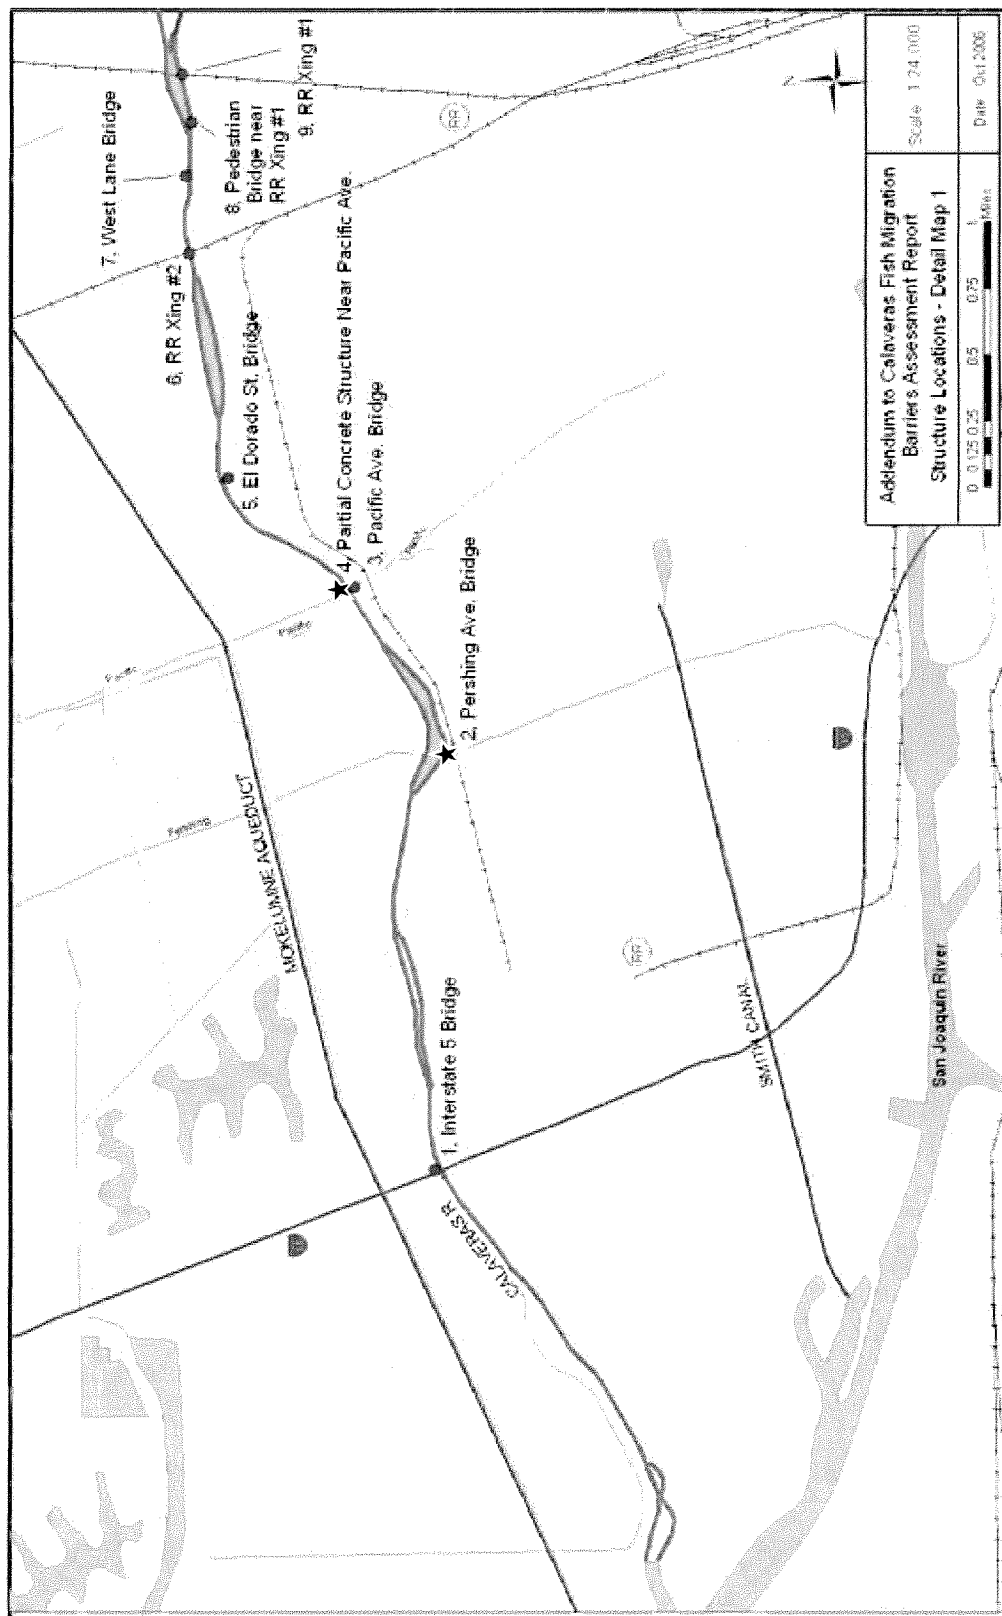 7. West Lane Bridge
8. Pedestrian
Bridge near
RR Xing #1
9. RR Xing #1
6. RR Xing #2
5. El Dorado St. Bridge
4. Partial Concrete Structure Near Pacific Ave.
3. Pacific Ave. Bridge
2. Pershing Ave. Bridge
1. Interstate 5 Bridge
MOKELUMNE AQUEDUCT
CALAVERAS R
SMITH CANAL
San Joaquin River
Pershing
Pacific
Pacific
Pacific
RR
RR
N
Addendum to Calaveras Fish Migration
Barriers Assessment Report
Structure Locations - Detail Map 1
Scale 1:24,000
Date Oct 2006
0 0.125 0.25 0.5 0.75 1
Miles